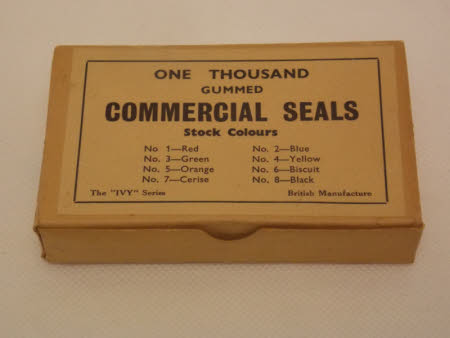 ONE THOUSAND
GUMMED
COMMERCIAL SEALS
Stock Colours
No 1—Red No. 2—Blue
No. 3—Green No. 4—Yellow
No. 5—Orange No. 6—Biscuit
No. 7—Cerise No. 8—Black
The "IVY" Series British Manufacture